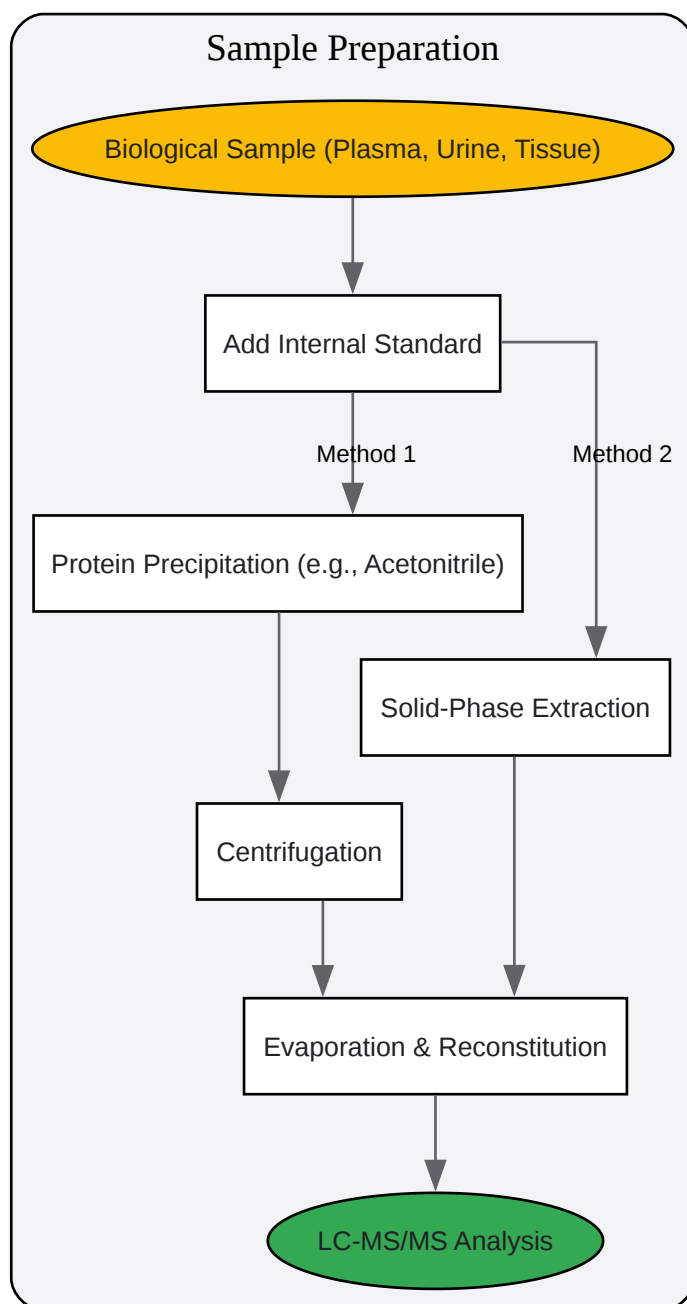 Sample Preparation
Biological Sample (Plasma, Urine, Tissue)
Add Internal Standard
Method 1
Method 2
Protein Precipitation (e.g., Acetonitrile)
Solid-Phase Extraction
Centrifugation
Evaporation & Reconstitution
LC-MS/MS Analysis